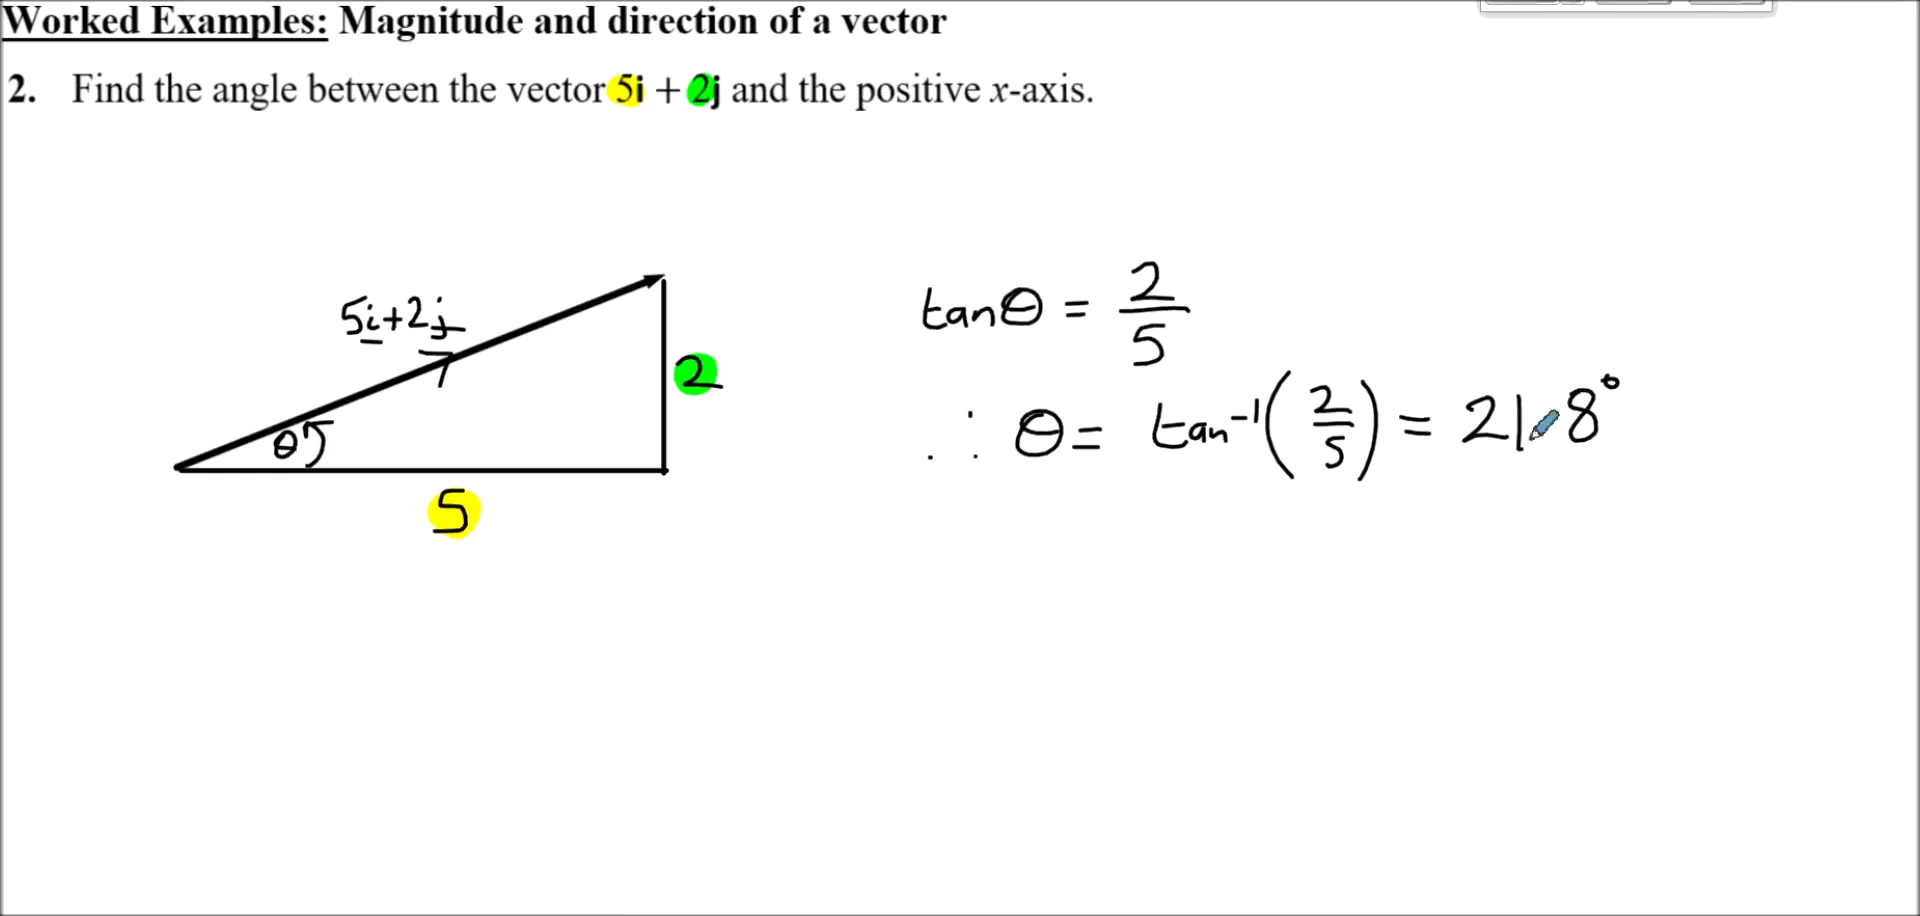 Worked Examples: Magnitude and direction of a vector
2. Find the angle between the vector 5i + 2j and the positive x-axis.
5i+2j
θ
2
5
tanθ = 2/5
∴ θ = tan⁻¹(2/5) = 21.8°